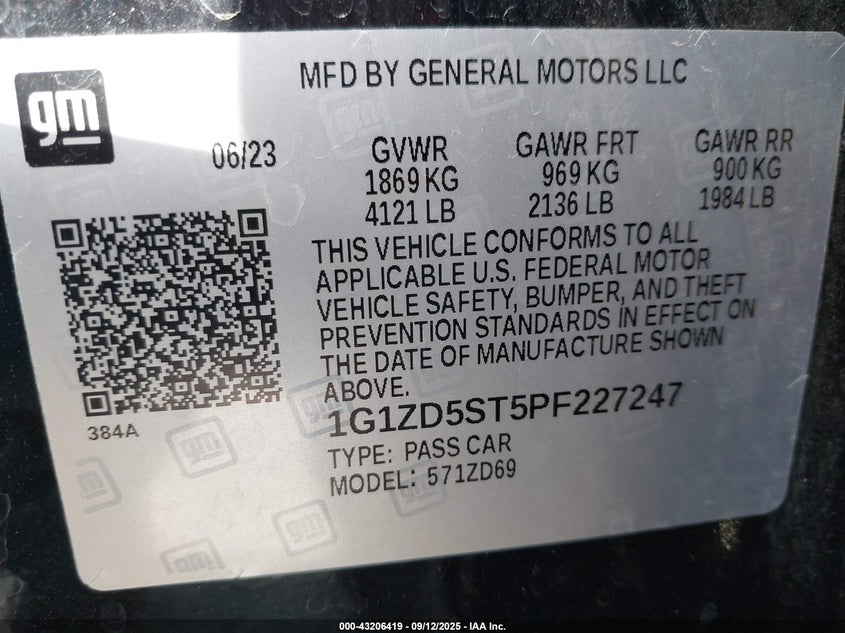 gm
MFD BY GENERAL MOTORS LLC
06/23
GVWR
1869 KG
4121 LB
GAWR FRT
969 KG
2136 LB
GAWR RR
900 KG
1984 LB
THIS VEHICLE CONFORMS TO ALL
APPLICABLE U.S. FEDERAL MOTOR
VEHICLE SAFETY, BUMPER, AND THEFT
PREVENTION STANDARDS IN EFFECT ON
THE DATE OF MANUFACTURE SHOWN
ABOVE.
384A
1G1ZD5ST5PF227247
TYPE: PASS CAR
MODEL: 571ZD69
000-43206419 - 09/12/2025 - IAA Inc.